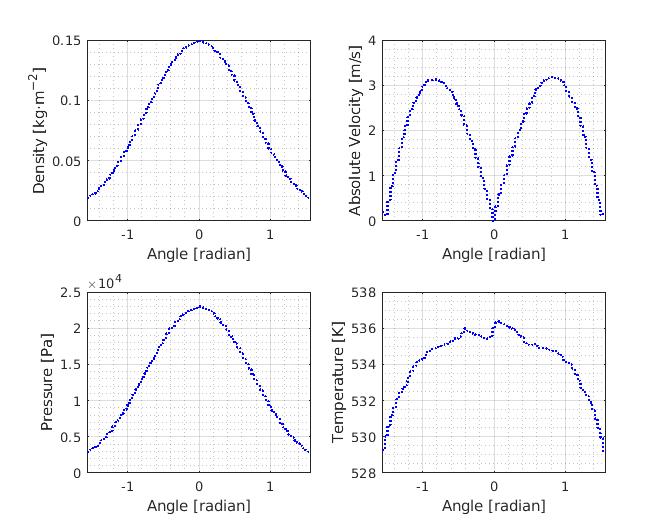 0.15
0.1
0.05
0
Density [kg·m⁻²]
-1 0 1
Angle [radian]
4
3
2
1
0
Absolute Velocity [m/s]
-1 0 1
Angle [radian]
×10⁴
2.5
2
1.5
1
0.5
0
Pressure [Pa]
-1 0 1
Angle [radian]
538
536
534
532
530
528
Temperature [K]
-1 0 1
Angle [radian]